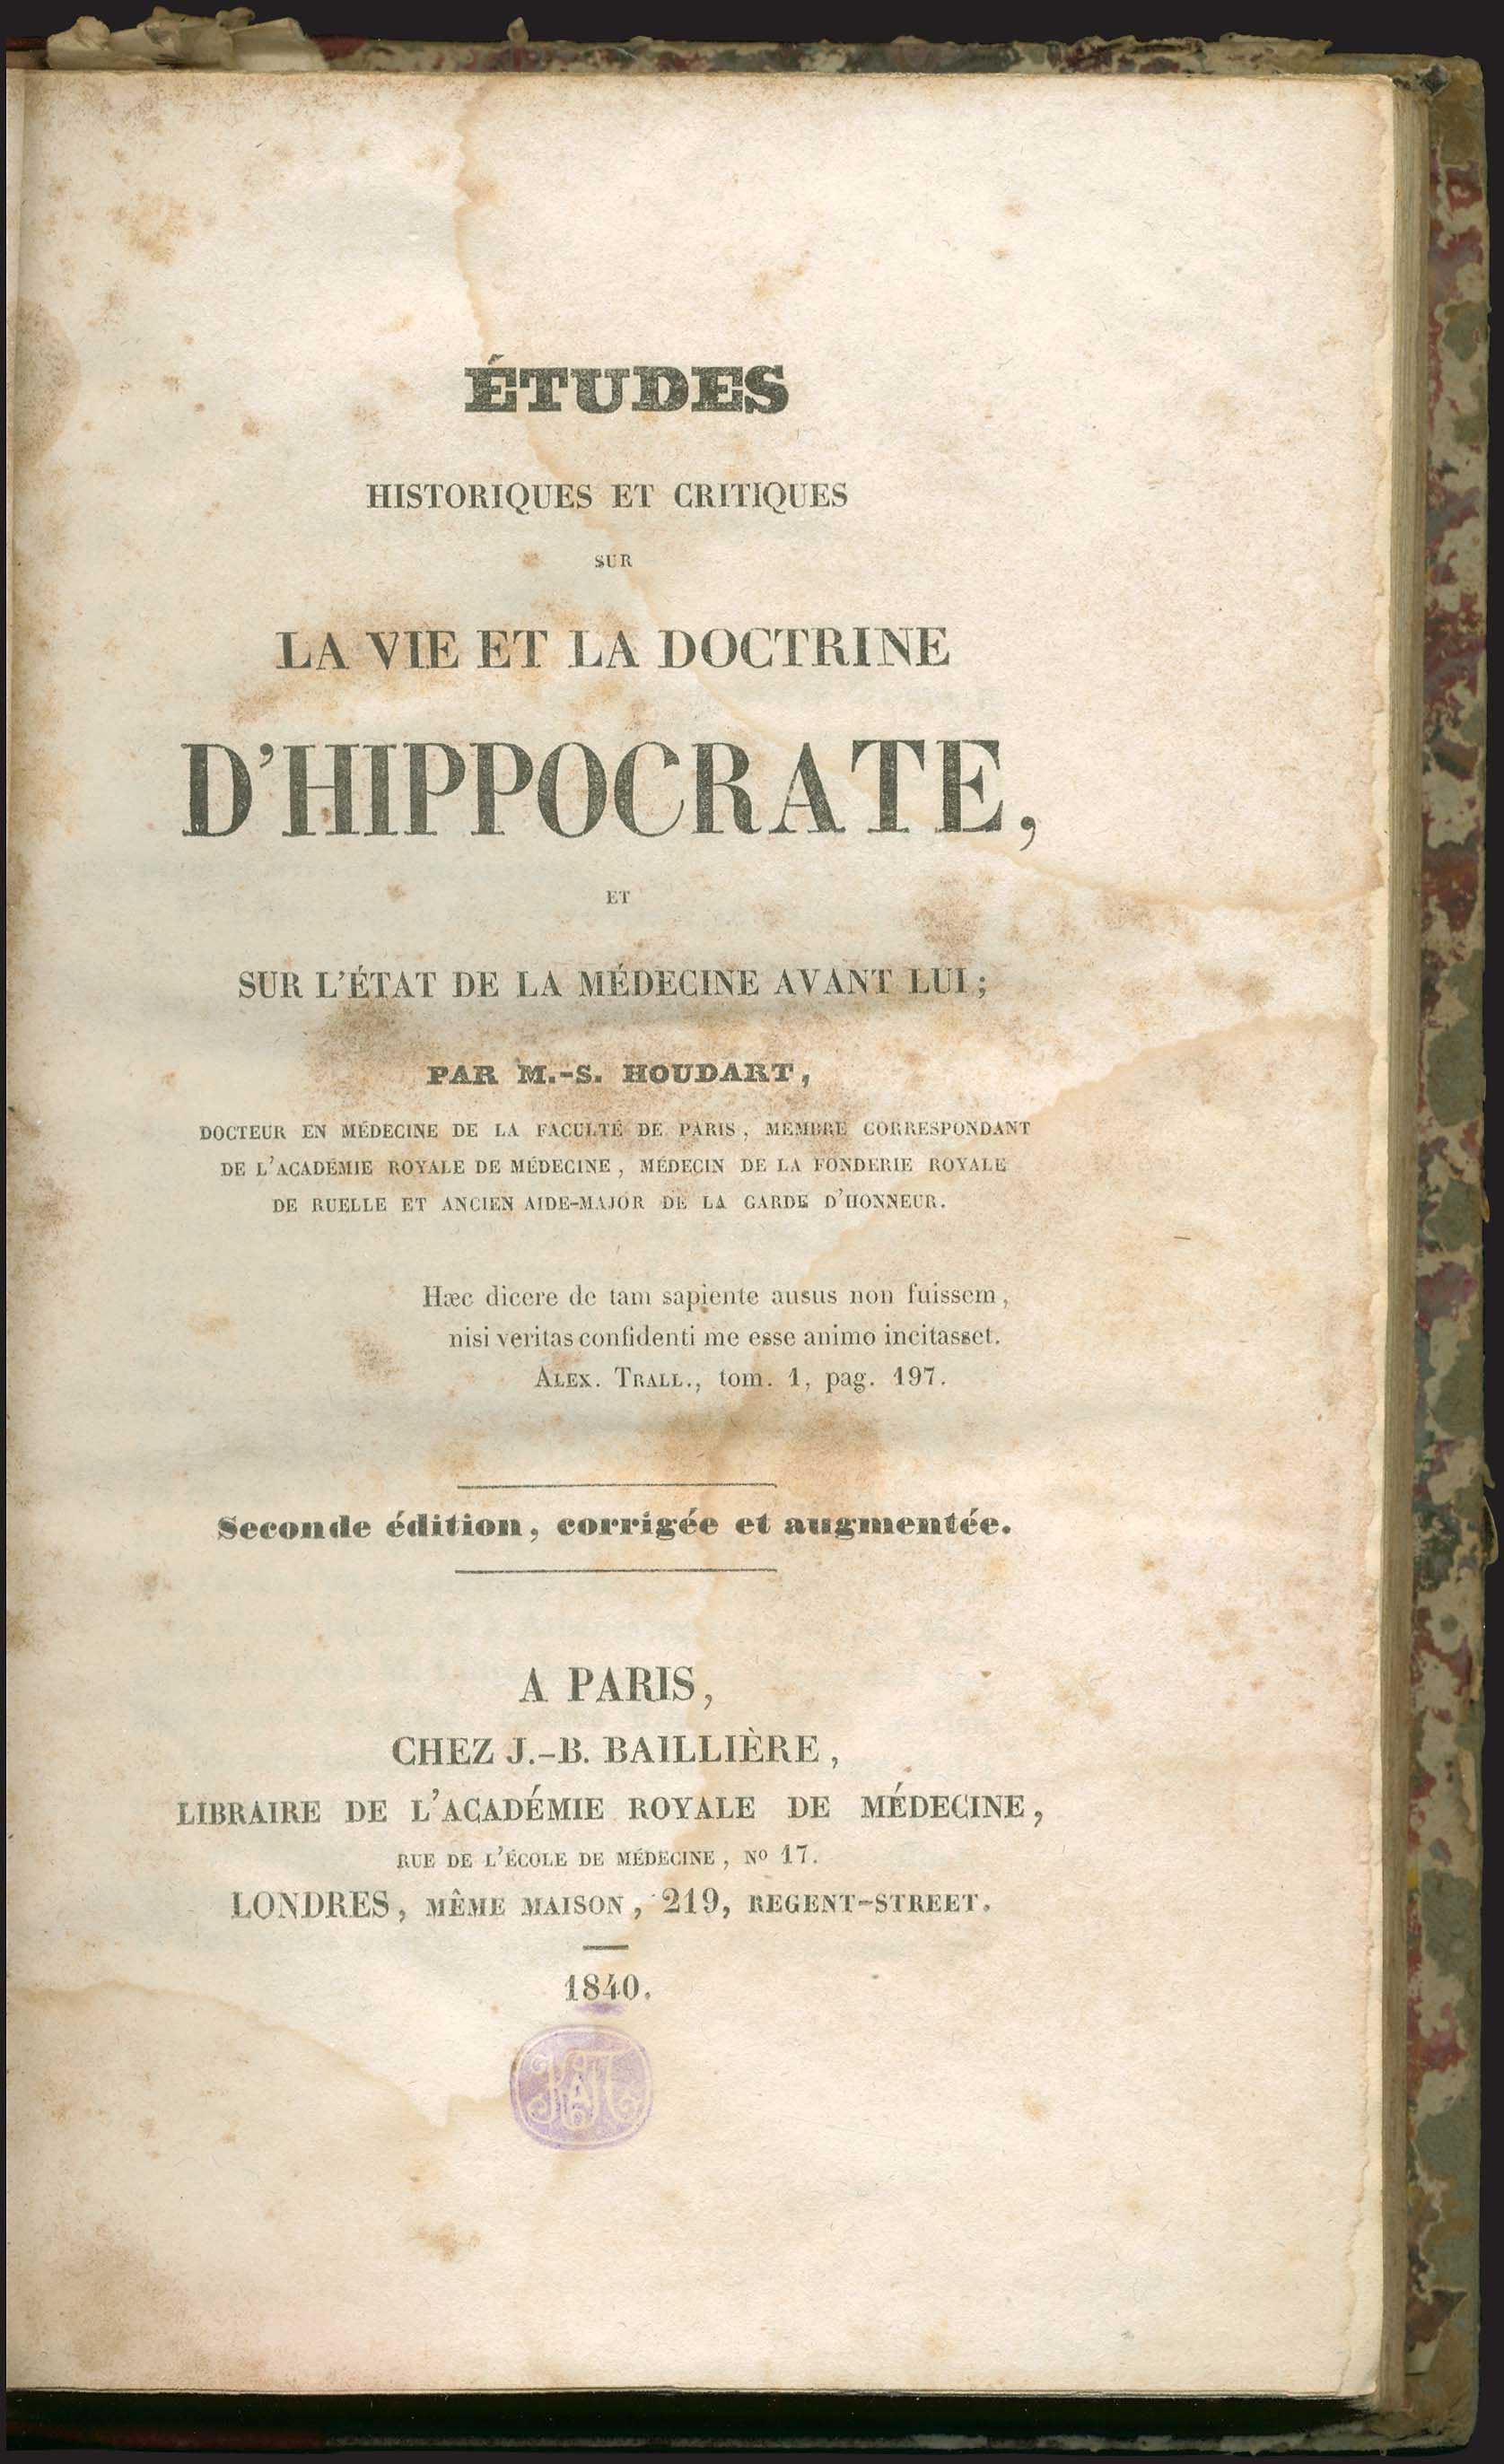 ÉTUDES
HISTORIQUES ET CRITIQUES
SUR
LA VIE ET LA DOCTRINE
D'HIPPOCRATE,
ET
SUR L'ÉTAT DE LA MÉDECINE AVANT LUI;
PAR M.-S. HOUDART,
DOCTEUR EN MÉDECINE DE LA FACULTÉ DE PARIS, MEMBRE CORRESPONDANT
DE L'ACADÉMIE ROYALE DE MÉDECINE, MÉDECIN DE LA FONDERIE ROYALE
DE RUELLE ET ANCIEN AIDE-MAJOR DE LA GARDE D'HONNEUR.
Hæc dicere de tam sapiente ausus non fuissem,
nisi veritas confidenti me esse animo incitasset.
ALEX. TRALL., tom. 1, pag. 197.
Seconde édition, corrigée et augmentée.
A PARIS,
CHEZ J.-B. BAILLIÈRE,
LIBRAIRE DE L'ACADÉMIE ROYALE DE MÉDECINE,
RUE DE L'ÉCOLE DE MÉDECINE, Nº 17.
LONDRES, MÊME MAISON, 219, REGENT-STREET.
1840.